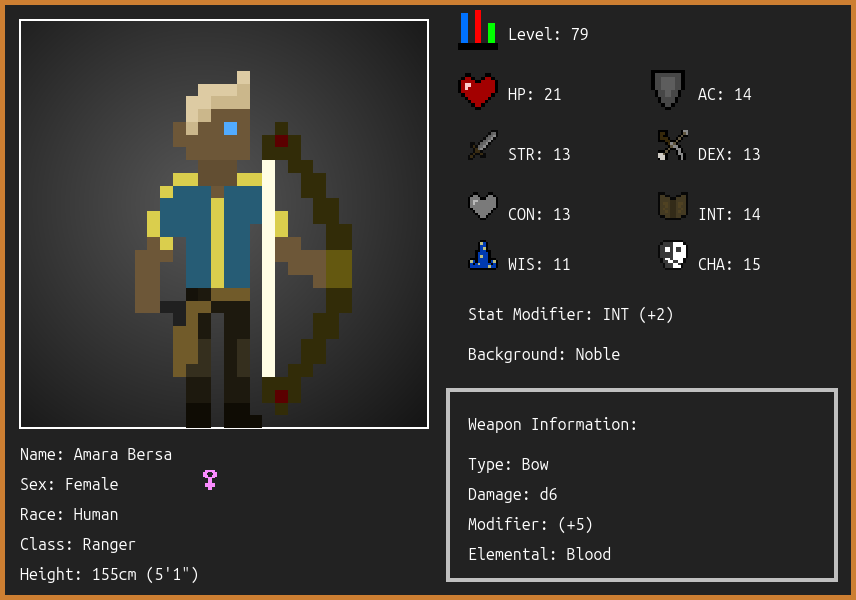 Level: 79
HP: 21
AC: 14
STR: 13
DEX: 13
CON: 13
INT: 14
WIS: 11
CHA: 15
Stat Modifier: INT (+2)
Background: Noble
Weapon Information:
Type: Bow
Damage: d6
Modifier: (+5)
Elemental: Blood
Name: Amara Bersa
Sex: Female
Race: Human
Class: Ranger
Height: 155cm (5'1")